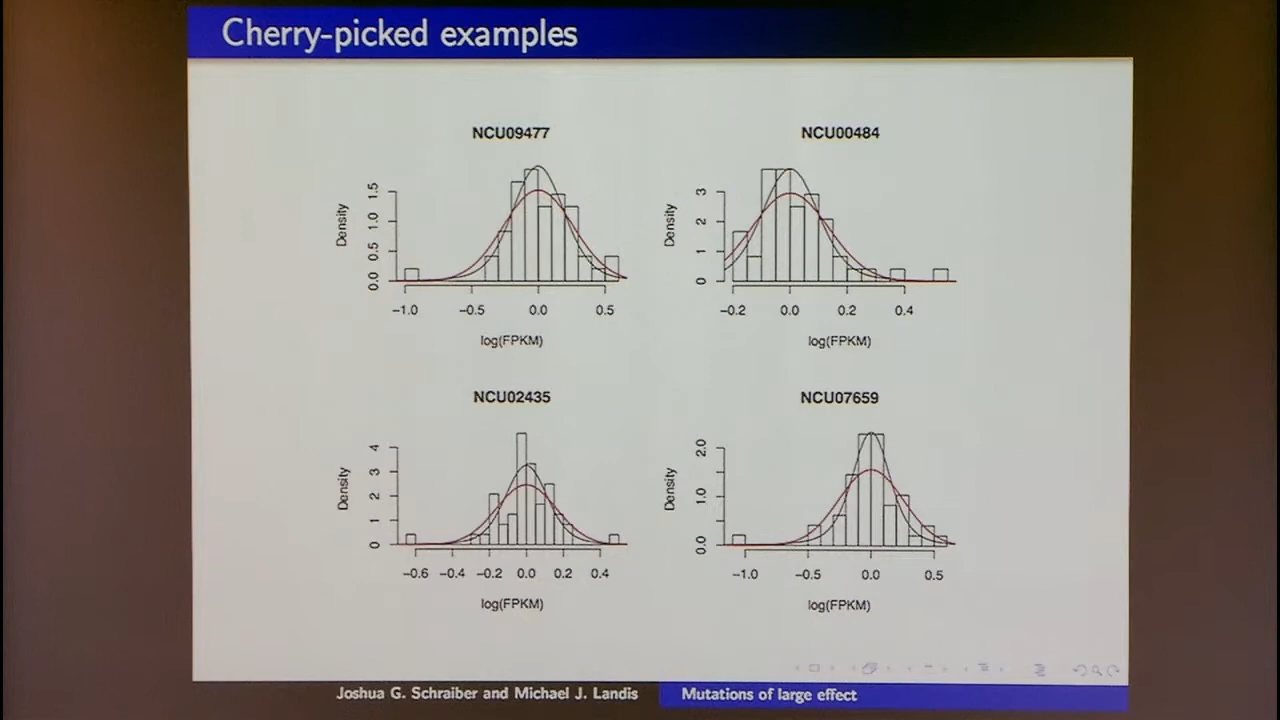 Cherry-picked examples
NCU09477
Density
0.0 0.5 1.0 1.5
−1.0 −0.5 0.0 0.5
log(FPKM)
NCU00484
Density
0 1 2 3
−0.2 0.0 0.2 0.4
log(FPKM)
NCU02435
Density
0 1 2 3 4
−0.6 −0.4 −0.2 0.0 0.2 0.4
log(FPKM)
NCU07659
Density
0.0 1.0 2.0
−1.0 −0.5 0.0 0.5
log(FPKM)
Joshua G. Schraiber and Michael J. Landis
Mutations of large effect